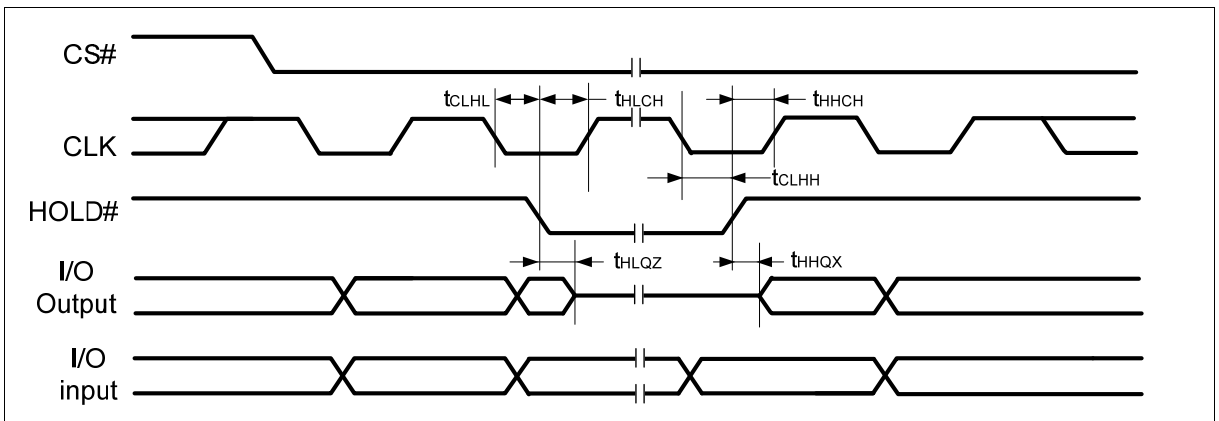 CS#
tCLHL
tHLCH
tHHCH
CLK
tCLHH
HOLD#
I/O
Output
tHLQZ
tHHQX
I/O
input